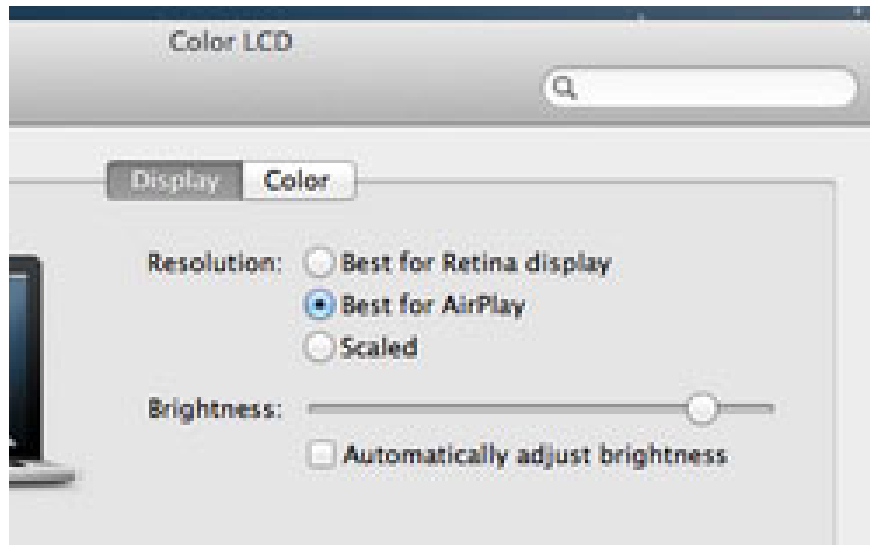 Color LCD
Display Color
Resolution: Best for Retina display
Best for AirPlay
Scaled
Brightness:
Automatically adjust brightness